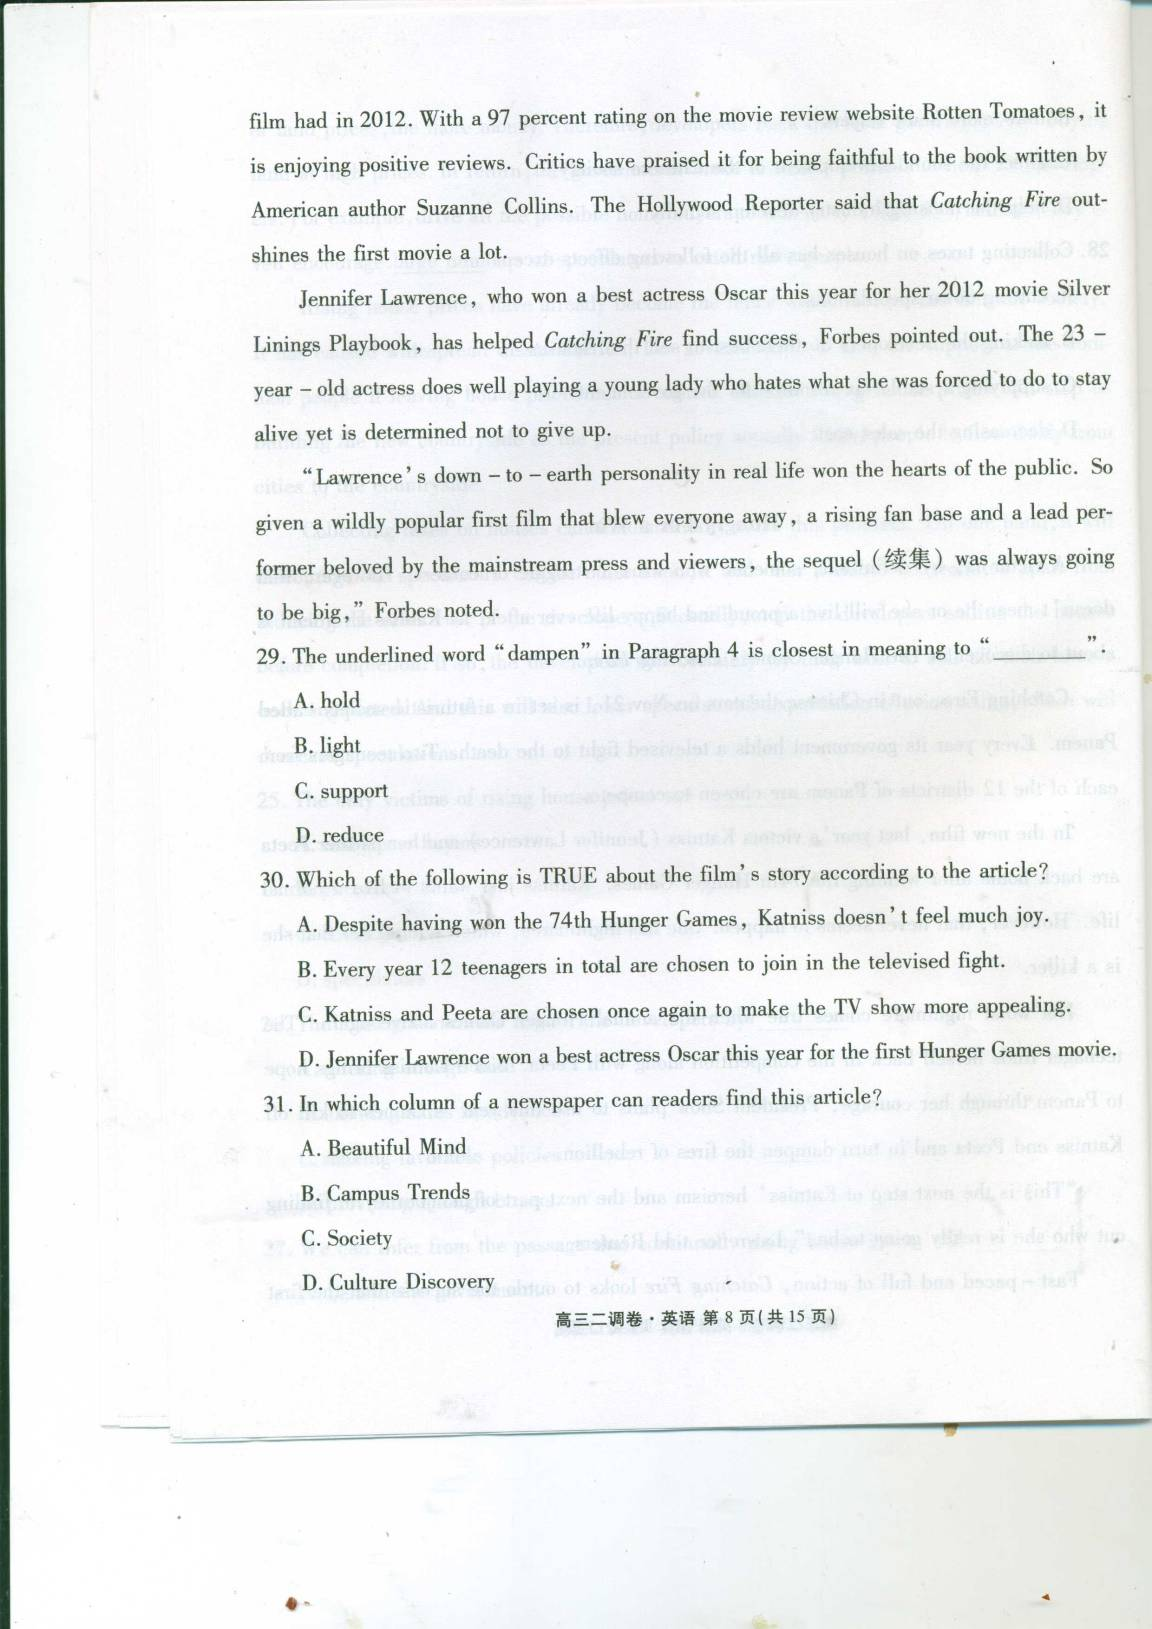 film had in 2012. With a 97 percent rating on the movie review website Rotten Tomatoes, it
is enjoying positive reviews. Critics have praised it for being faithful to the book written by
American author Suzanne Collins. The Hollywood Reporter said that Catching Fire out-
shines the first movie a lot.
Jennifer Lawrence, who won a best actress Oscar this year for her 2012 movie Silver
Linings Playbook, has helped Catching Fire find success, Forbes pointed out. The 23 -
year - old actress does well playing a young lady who hates what she was forced to do to stay
alive yet is determined not to give up.
“Lawrence's down - to - earth personality in real life won the hearts of the public. So
given a wildly popular first film that blew everyone away, a rising fan base and a lead per-
former beloved by the mainstream press and viewers, the sequel (续集) was always going
to be big,” Forbes noted.
29. The underlined word “dampen” in Paragraph 4 is closest in meaning to “________”.
A. hold
B. light
C. support
D. reduce
30. Which of the following is TRUE about the film's story according to the article?
A. Despite having won the 74th Hunger Games, Katniss doesn't feel much joy.
B. Every year 12 teenagers in total are chosen to join in the televised fight.
C. Katniss and Peeta are chosen once again to make the TV show more appealing.
D. Jennifer Lawrence won a best actress Oscar this year for the first Hunger Games movie.
31. In which column of a newspaper can readers find this article?
A. Beautiful Mind
B. Campus Trends
C. Society
D. Culture Discovery
高三二调卷·英语 第 8 页(共 15 页)